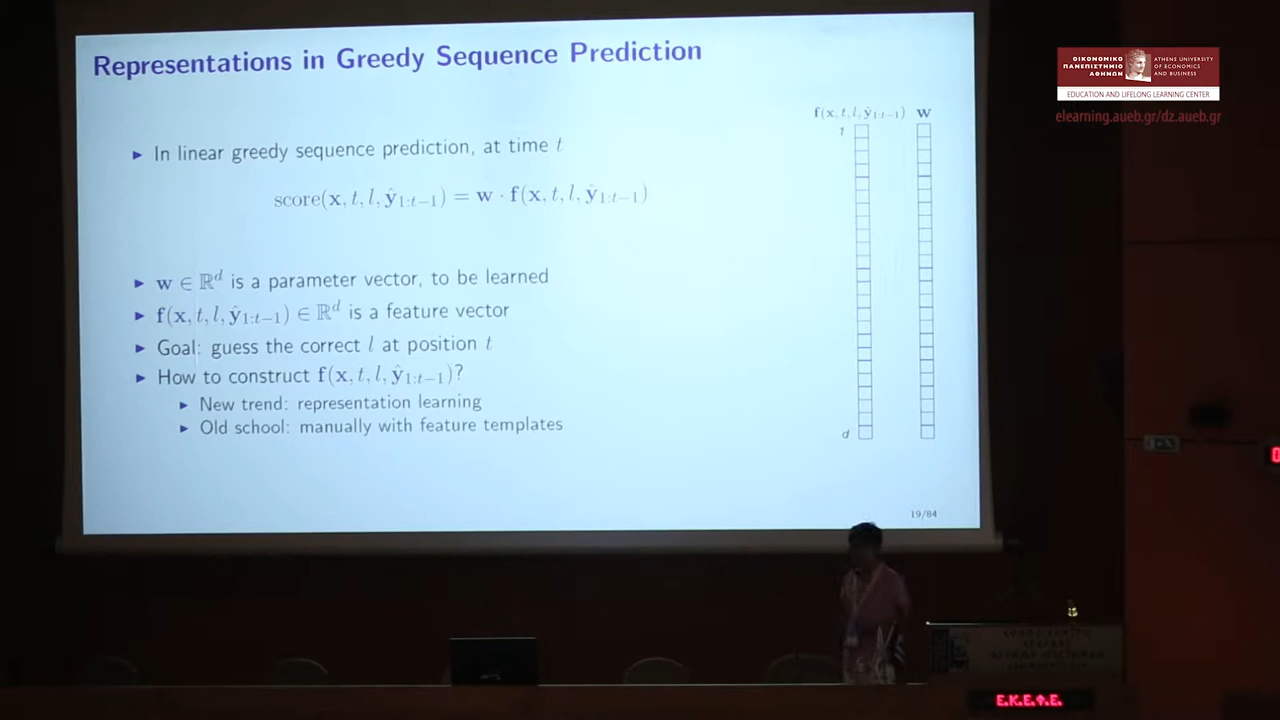 Representations in Greedy Sequence Prediction
▶ In linear greedy sequence prediction, at time t
score(x, t, l, ŷ₁:ₜ₋₁) = w · f(x, t, l, ŷ₁:ₜ₋₁)
▶ w ∈ ℝᵈ is a parameter vector, to be learned
▶ f(x, t, l, ŷ₁:ₜ₋₁) ∈ ℝᵈ is a feature vector
▶ Goal: guess the correct l at position t
▶ How to construct f(x, t, l, ŷ₁:ₜ₋₁)?
▶ New trend: representation learning
▶ Old school: manually with feature templates
f(x, t, l, ŷ₁:ₜ₋₁) w
1
d
19/84
ΟΙΚΟΝΟΜΙΚΟ
ΠΑΝΕΠΙΣΤΗΜΙΟ
ΑΘΗΝΩΝ
ATHENS UNIVERSITY
OF ECONOMICS
AND BUSINESS
EDUCATION AND LIFELONG LEARNING CENTER
elearning.aueb.gr/dz.aueb.gr
Ε.Κ.Ε.Φ.Ε.